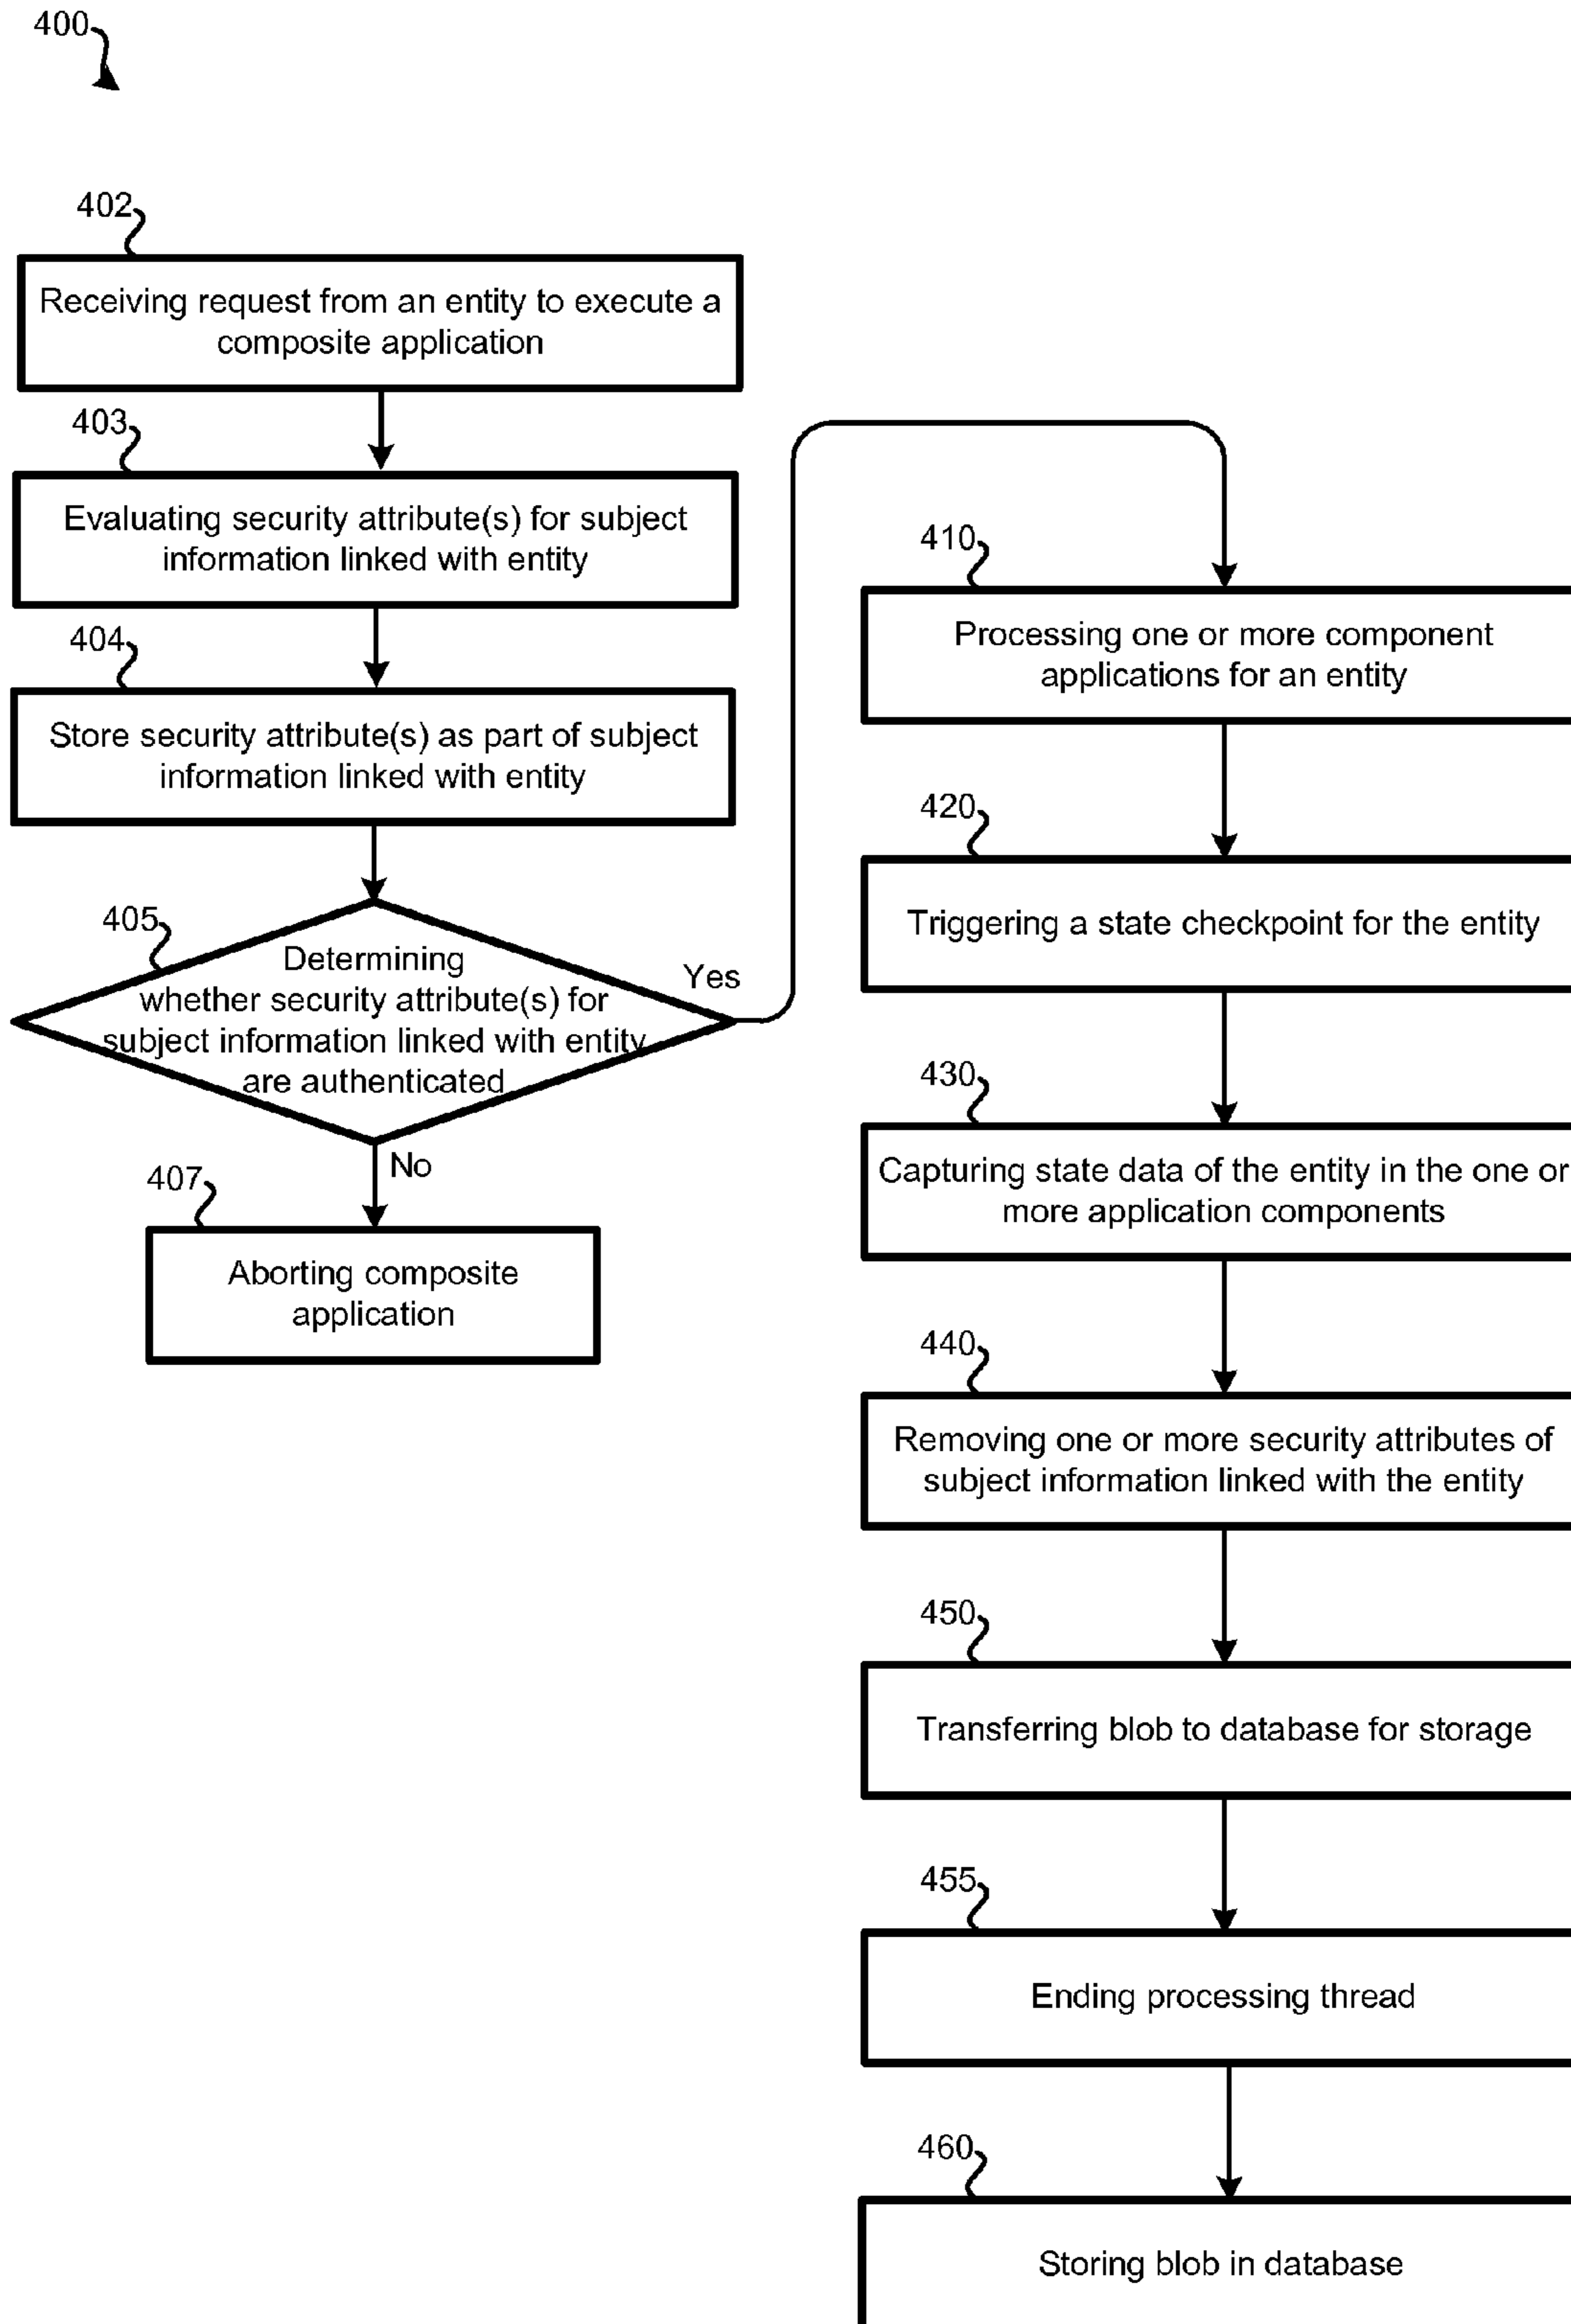 400
402
Receiving request from an entity to execute a
composite application
403
Evaluating security attribute(s) for subject
information linked with entity
404
Store security attribute(s) as part of subject
information linked with entity
405
Determining
whether security attribute(s) for
subject information linked with entity
are authenticated
Yes
No
407
Aborting composite
application
410
Processing one or more component
applications for an entity
420
Triggering a state checkpoint for the entity
430
Capturing state data of the entity in the one or
more application components
440
Removing one or more security attributes of
subject information linked with the entity
450
Transferring blob to database for storage
455
Ending processing thread
460
Storing blob in database